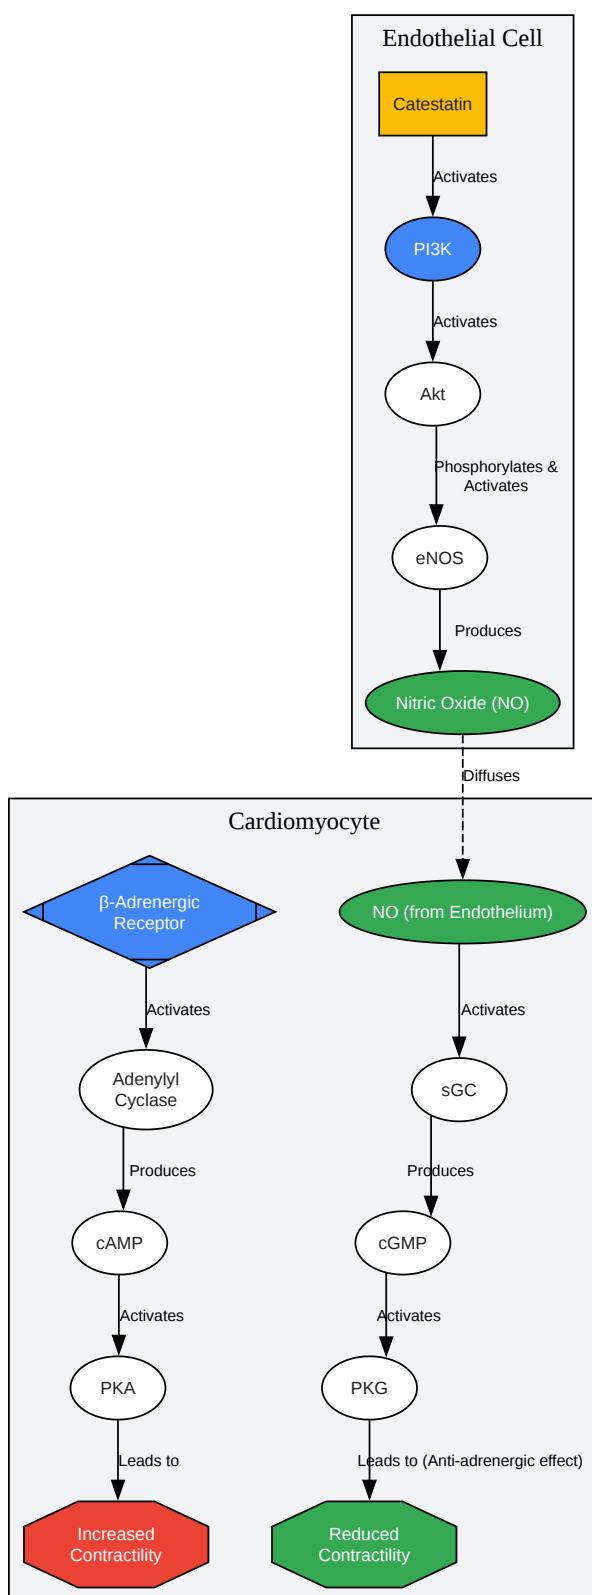 Endothelial Cell
Catestatin
Activates
PI3K
Activates
Akt
Phosphorylates &
Activates
eNOS
Produces
Nitric Oxide (NO)
Diffuses
Cardiomyocyte
β-Adrenergic
Receptor
NO (from Endothelium)
Activates
Activates
Adenylyl
Cyclase
sGC
Produces
Produces
cAMP
cGMP
Activates
Activates
PKA
PKG
Leads to
Leads to (Anti-adrenergic effect)
Increased
Contractility
Reduced
Contractility